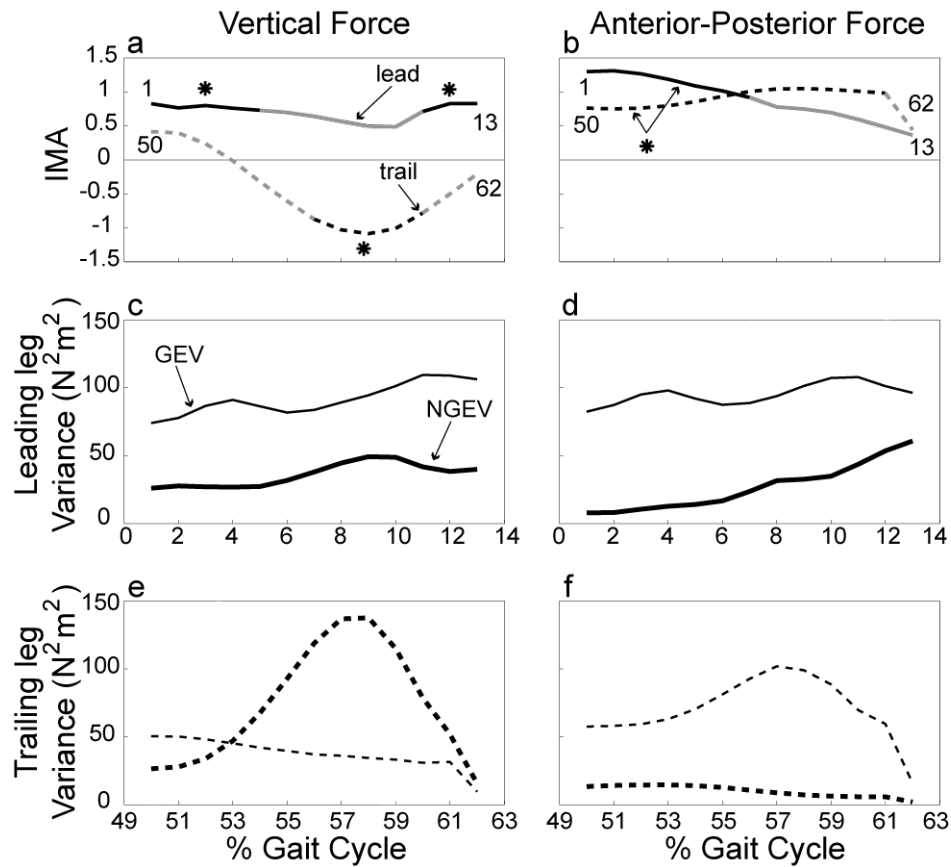 Vertical Force
Anterior-Posterior Force
a
b
IMA
1.5
1
0.5
0
-0.5
-1
-1.5
1
*
lead
*
13
50
trail
62
*
1
50
*
62
13
c
d
Leading leg
Variance (N²m²)
150
100
50
0
GEV
NGEV
0 2 4 6 8 10 12 14
0 2 4 6 8 10 12 14
e
f
Trailing leg
Variance (N²m²)
150
100
50
0
49 51 53 55 57 59 61 63
49 51 53 55 57 59 61 63
% Gait Cycle
% Gait Cycle